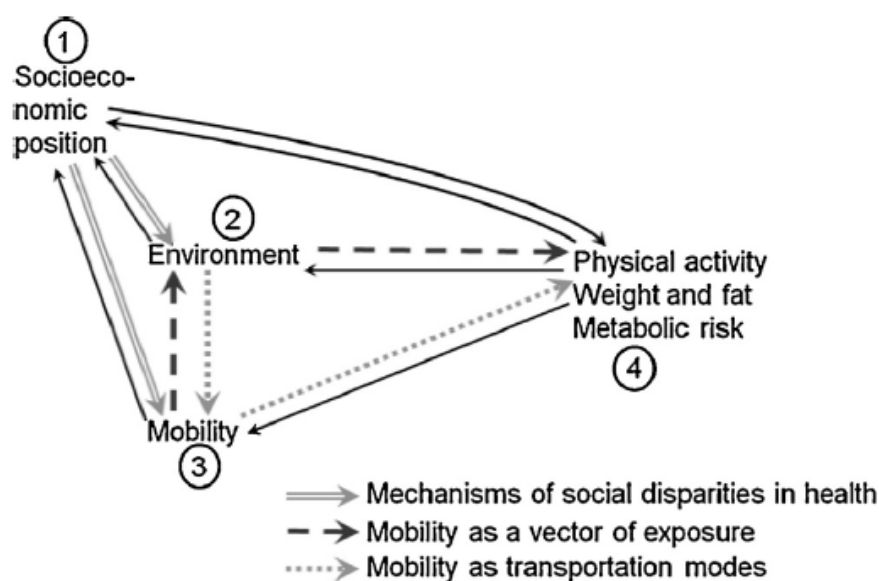 1
Socioeco-
nomic
position
2
Environment
Physical activity
Weight and fat
Metabolic risk
4
Mobility
3
Mechanisms of social disparities in health
Mobility as a vector of exposure
Mobility as transportation modes